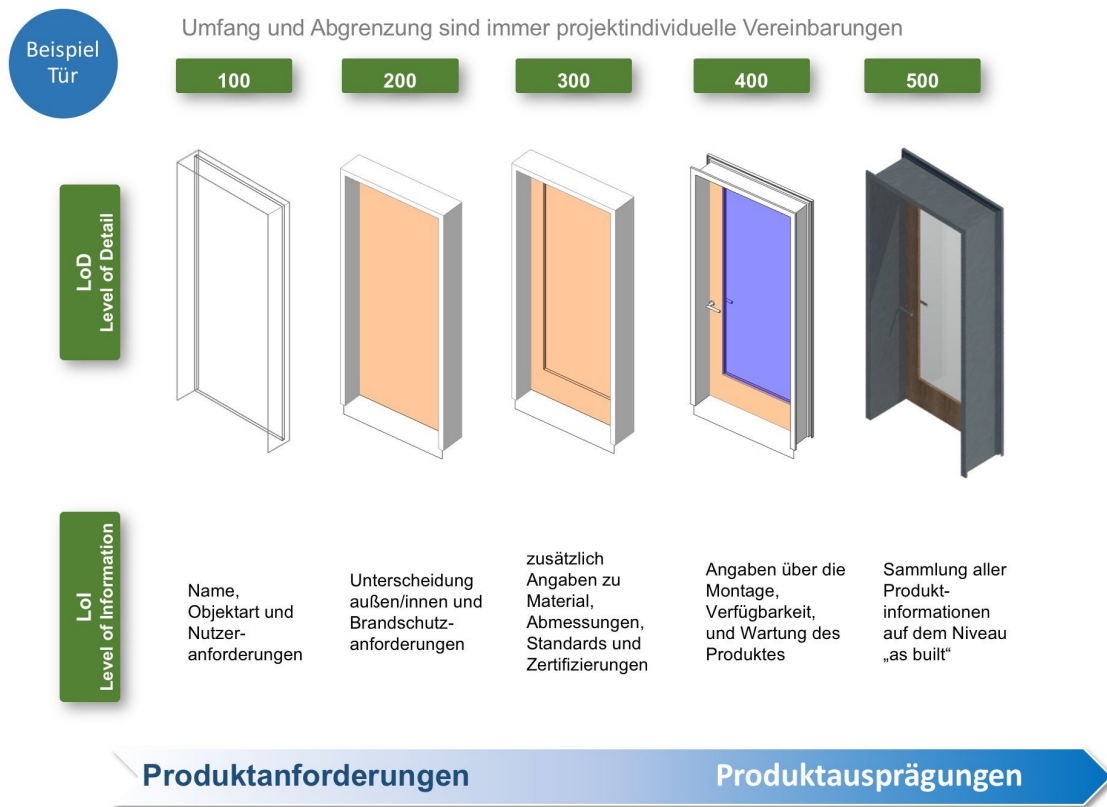 Beispiel
Tür
Umfang und Abgrenzung sind immer projektindividuelle Vereinbarungen
100
200
300
400
500
LoD
Level of Detail
LoI
Level of Information
Name,
Objektart und
Nutzer-
anforderungen
Unterscheidung
außen/innen und
Brandschutz-
anforderungen
zusätzlich
Angaben zu
Material,
Abmessungen,
Standards und
Zertifizierungen
Angaben über die
Montage,
Verfügbarkeit,
und Wartung des
Produktes
Sammlung aller
Produkt-
informationen
auf dem Niveau
„as built“
Produktanforderungen
Produktausprägungen